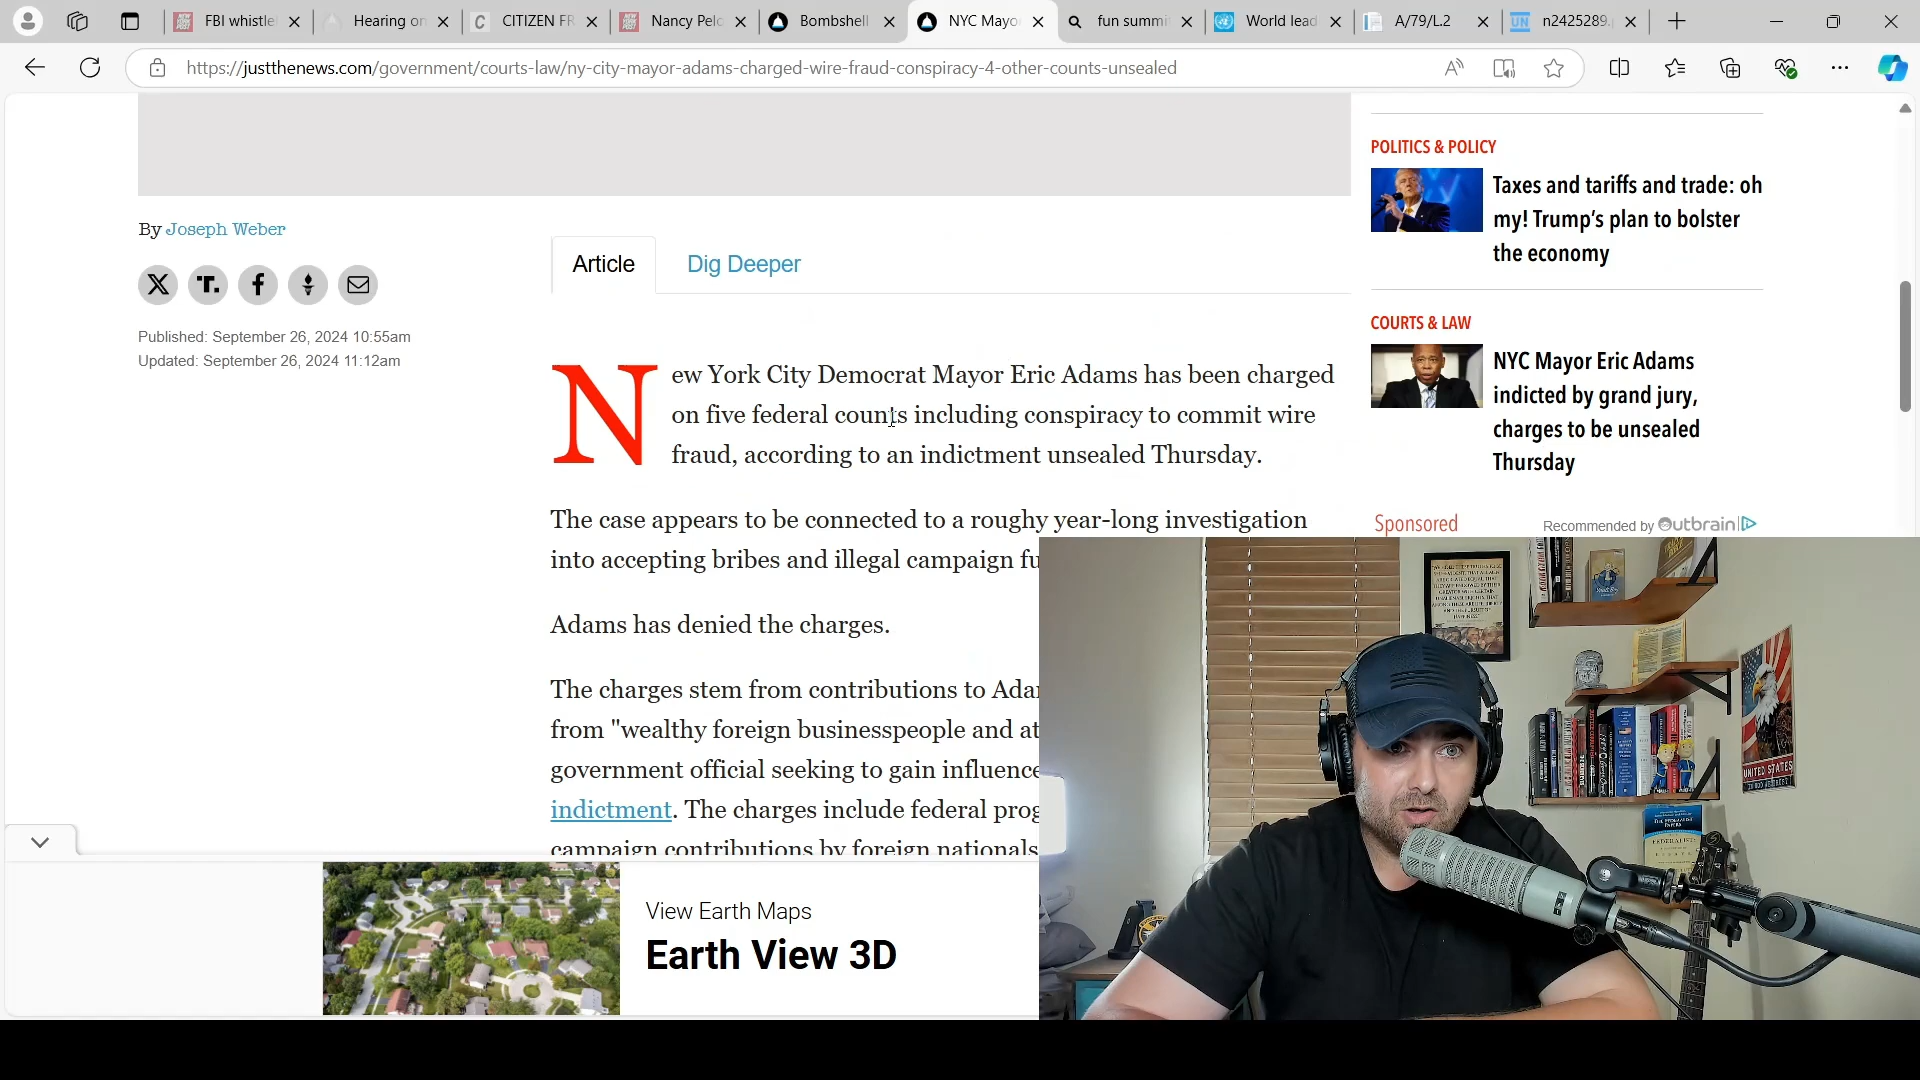 FBI whistle
Hearing on
CITIZEN FR
Nancy Pelo
Bombshell
NYC Mayo
fun summi
World lead
A/79/L.2
UN n2425289.p
https://justthenews.com/government/courts-law/ny-city-mayor-adams-charged-wire-fraud-conspiracy-4-other-counts-unsealed
By Joseph Weber
Published: September 26, 2024 10:55am
Updated: September 26, 2024 11:12am
Article
Dig Deeper
New York City Democrat Mayor Eric Adams has been charged
on five federal counts including conspiracy to commit wire
fraud, according to an indictment unsealed Thursday.
The case appears to be connected to a roughy year-long investigation
into accepting bribes and illegal campaign fu
Adams has denied the charges.
The charges stem from contributions to Adar
from "wealthy foreign businesspeople and at
government official seeking to gain influence
indictment. The charges include federal prog
campaign contributions by foreign nationals
POLITICS & POLICY
Taxes and tariffs and trade: oh
my! Trump's plan to bolster
the economy
COURTS & LAW
NYC Mayor Eric Adams
indicted by grand jury,
charges to be unsealed
Thursday
Sponsored
Recommended by Outbrain
View Earth Maps
Earth View 3D
UNITED STATES
THE FEDERALIST
PAPERS